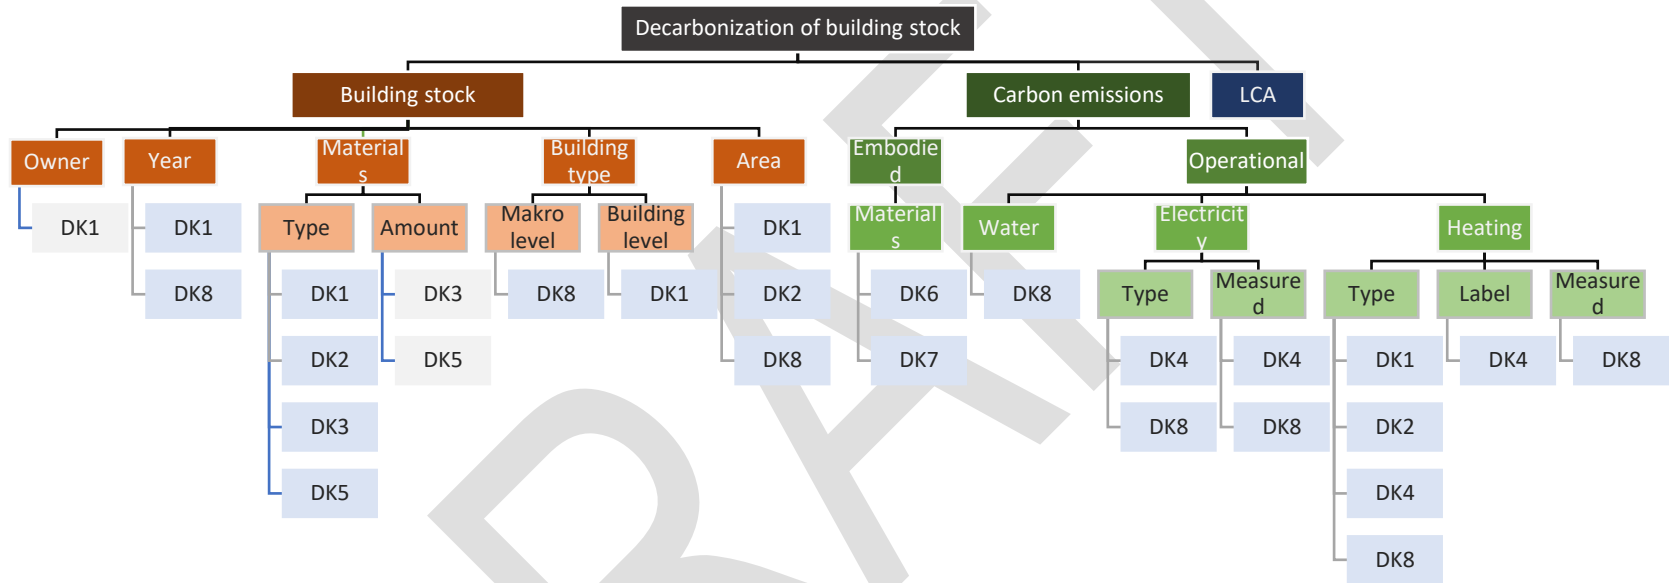 Decarbonization of building stock
Building stock
Carbon emissions
LCA
Owner
Year
Material
s
Building
type
Area
Embodie
d
Operational
DK1
DK1
DK8
Type
Amount
Makro
level
Building
level
DK1
DK2
DK8
Material
s
Water
Electricit
y
Heating
DK1
DK2
DK3
DK5
DK3
DK5
DK8
DK1
DK6
DK7
DK8
Type
Measure
d
Type
Label
Measure
d
DK4
DK8
DK4
DK8
DK1
DK2
DK4
DK8
DK4
DK8